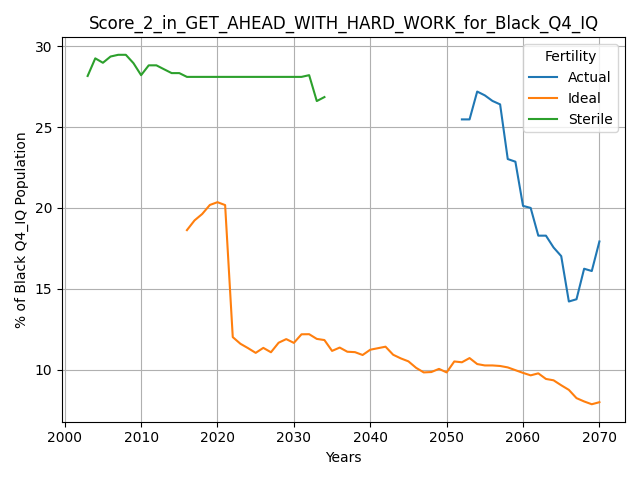 Score_2_in_GET_AHEAD_WITH_HARD_WORK_for_Black_Q4_IQ
Fertility
Actual
Ideal
Sterile
% of Black Q4_IQ Population
30
25
20
15
10
2000 2010 2020 2030 2040 2050 2060 2070
Years